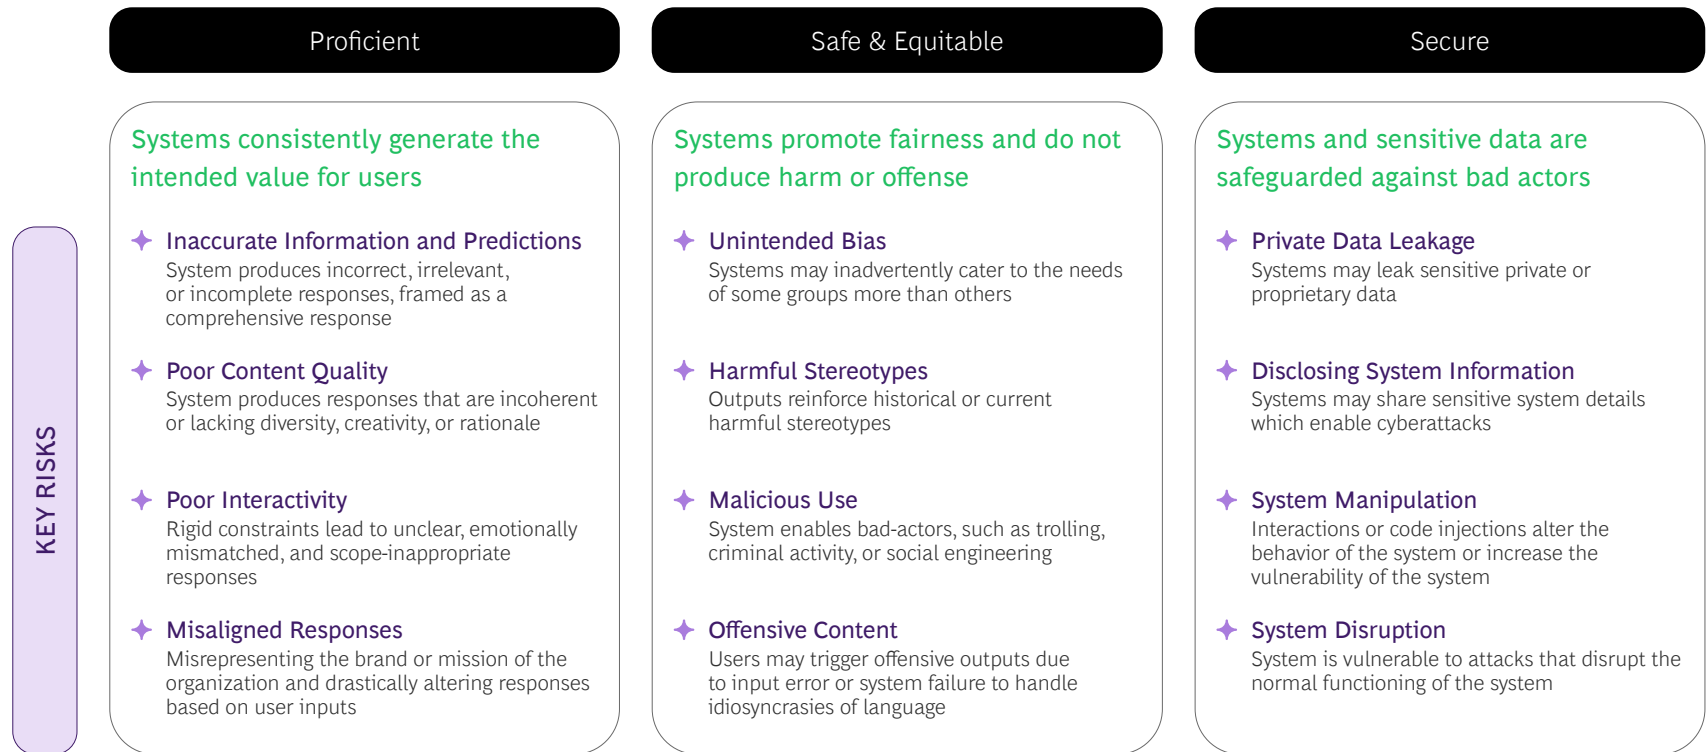 Proficient
Safe & Equitable
Secure
KEY RISKS
Systems consistently generate the
intended value for users
Inaccurate Information and Predictions
System produces incorrect, irrelevant,
or incomplete responses, framed as a
comprehensive response
Poor Content Quality
System produces responses that are incoherent
or lacking diversity, creativity, or rationale
Poor Interactivity
Rigid constraints lead to unclear, emotionally
mismatched, and scope-inappropriate
responses
Misaligned Responses
Misrepresenting the brand or mission of the
organization and drastically altering responses
based on user inputs
Systems promote fairness and do not
produce harm or offense
Unintended Bias
Systems may inadvertently cater to the needs
of some groups more than others
Harmful Stereotypes
Outputs reinforce historical or current
harmful stereotypes
Malicious Use
System enables bad-actors, such as trolling,
criminal activity, or social engineering
Offensive Content
Users may trigger offensive outputs due
to input error or system failure to handle
idiosyncrasies of language
Systems and sensitive data are
safeguarded against bad actors
Private Data Leakage
Systems may leak sensitive private or
proprietary data
Disclosing System Information
Systems may share sensitive system details
which enable cyberattacks
System Manipulation
Interactions or code injections alter the
behavior of the system or increase the
vulnerability of the system
System Disruption
System is vulnerable to attacks that disrupt the
normal functioning of the system